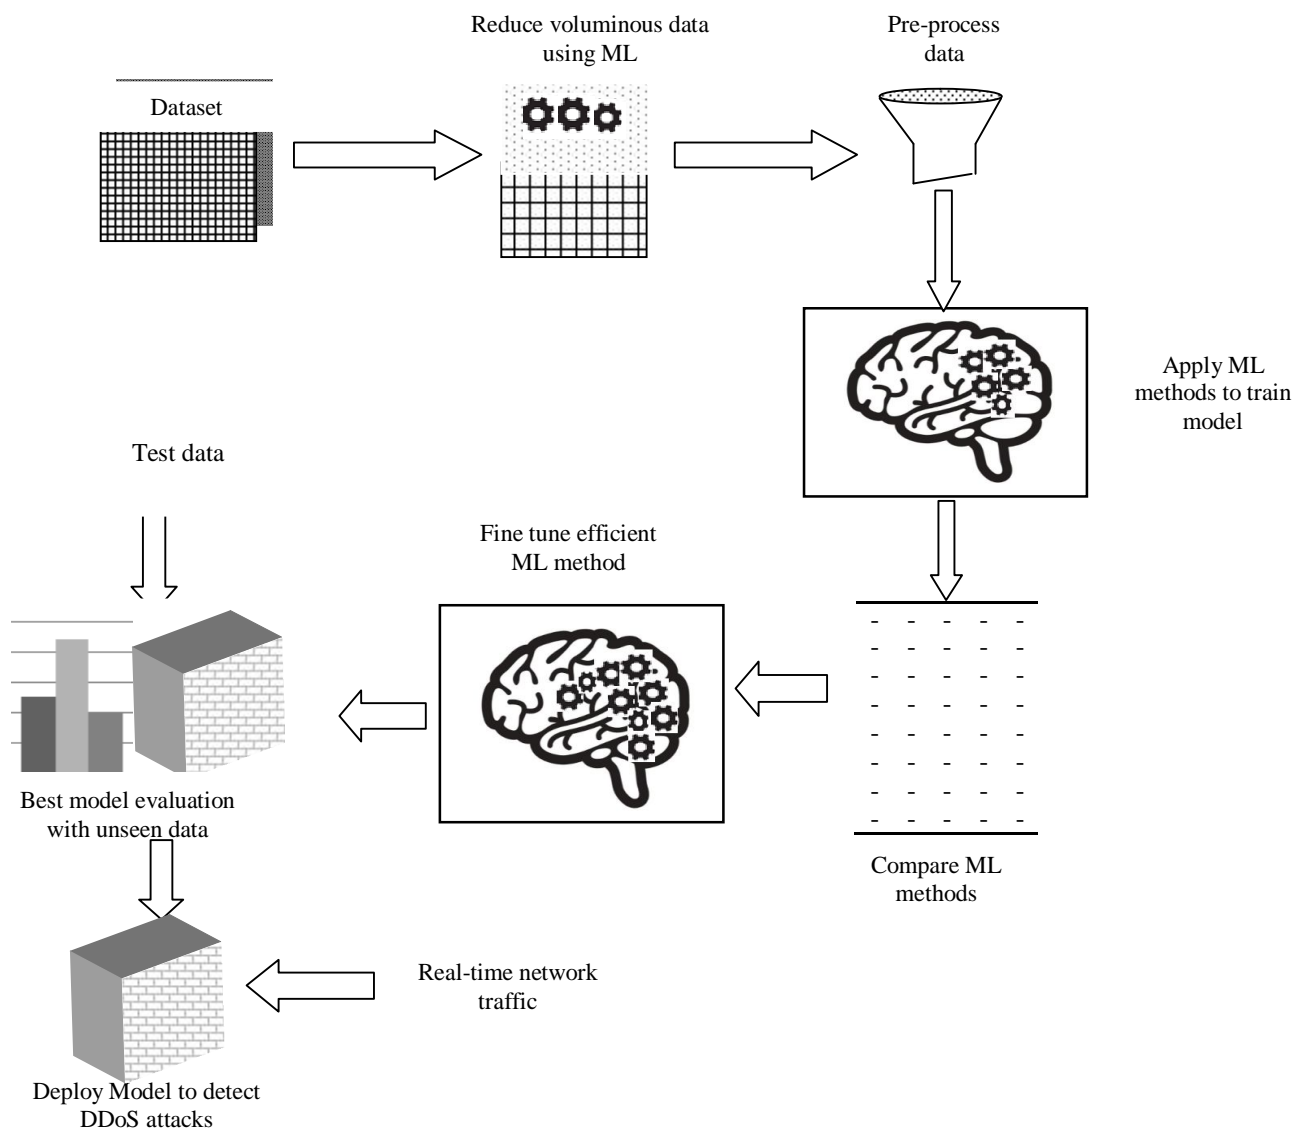 Reduce voluminous data
using ML
Pre-process
data
Dataset
Apply ML
methods to train
model
Test data
Fine tune efficient
ML method
Best model evaluation
with unseen data
Compare ML
methods
Real-time network
traffic
Deploy Model to detect
DDoS attacks